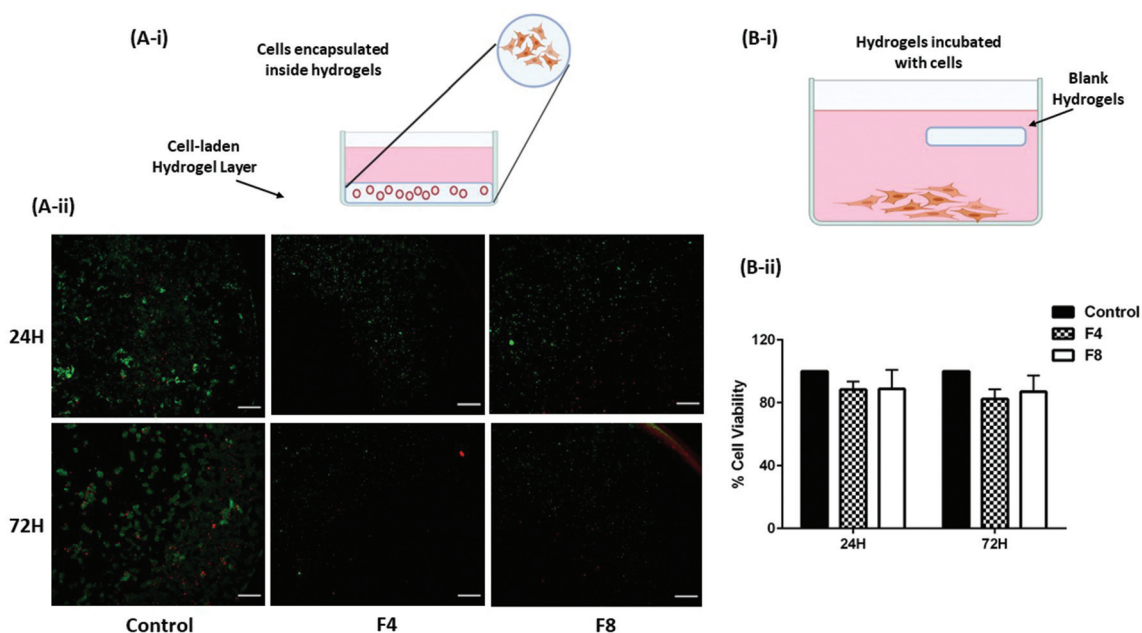 (A-i)
Cells encapsulated
inside hydrogels
Cell-laden
Hydrogel Layer
(A-ii)
24H
72H
Control
F4
F8
(B-i)
Hydrogels incubated
with cells
Blank
Hydrogels
(B-ii)
Control
F4
F8
120
80
40
0
% Cell Viability
24H
72H